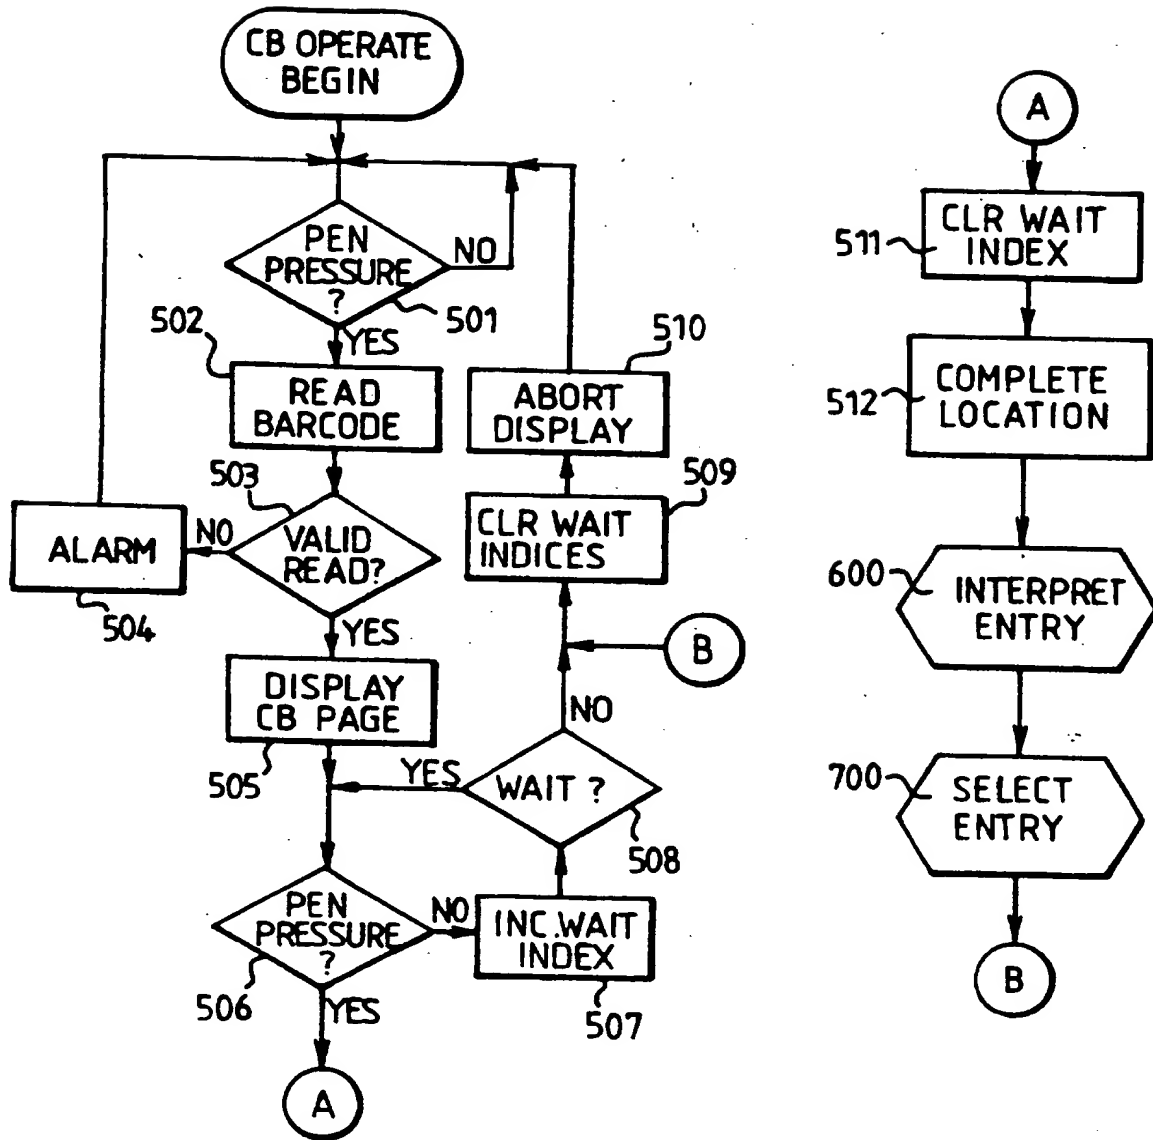 CB OPERATE
BEGIN
PEN
PRESSURE
?
NO
501
YES
502
READ
BARCODE
503
VALID
READ?
NO
ALARM
504
YES
DISPLAY
CB PAGE
505
PEN
PRESSURE
?
506
NO
YES
A
INC.WAIT
INDEX
507
WAIT ?
508
YES
NO
B
CLR WAIT
INDICES
509
ABORT
DISPLAY
510
A
CLR WAIT
INDEX
511
COMPLETE
LOCATION
512
INTERPRET
ENTRY
600
SELECT
ENTRY
700
B